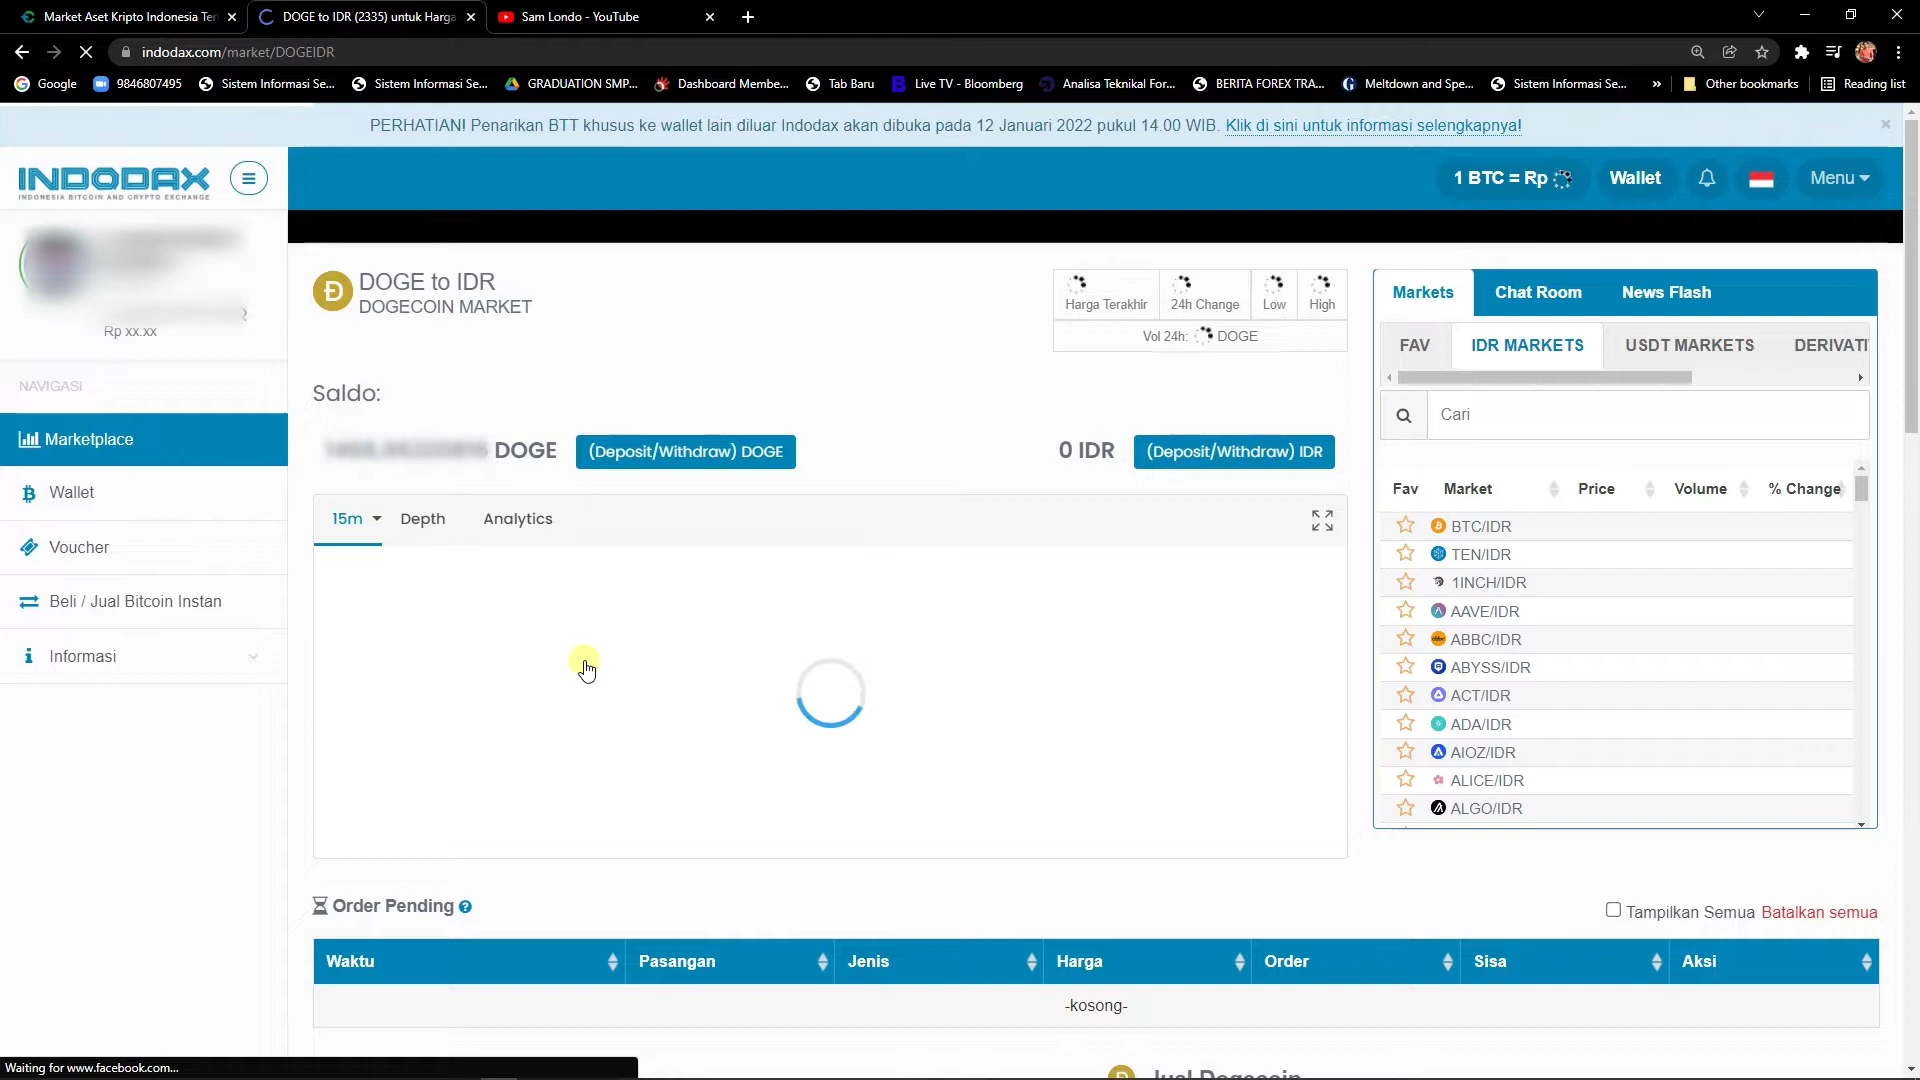 Market Aset Kripto Indonesia Ter
DOGE to IDR (2335) untuk Harga
Sam Londo - YouTube
indodax.com/market/DOGEIDR
Google
9846807495
Sistem Informasi Se...
Sistem Informasi Se...
GRADUATION SMP...
Dashboard Membe...
Tab Baru
Live TV - Bloomberg
Analisa Teknikal For...
BERITA FOREX TRA...
Meltdown and Spe...
Sistem Informasi Se...
»
Other bookmarks
Reading list
PERHATIAN! Penarikan BTT khusus ke wallet lain diluar Indodax akan dibuka pada 12 Januari 2022 pukul 14.00 WIB. Klik di sini untuk informasi selengkapnya!
INDODAX
INDONESIA BITCOIN AND CRYPTO EXCHANGE
1 BTC = Rp
Wallet
Menu
Rp xx.xx
NAVIGASI
Marketplace
Wallet
Voucher
Beli / Jual Bitcoin Instan
Informasi
DOGE to IDR
DOGECOIN MARKET
Harga Terakhir
24h Change
Low
High
Vol 24h: DOGE
Saldo:
DOGE
(Deposit/Withdraw) DOGE
0 IDR
(Deposit/Withdraw) IDR
15m
Depth
Analytics
Markets
Chat Room
News Flash
FAV
IDR MARKETS
USDT MARKETS
DERIVATI
Cari
Fav
Market
Price
Volume
% Change
BTC/IDR
TEN/IDR
1INCH/IDR
AAVE/IDR
ABBC/IDR
ABYSS/IDR
ACT/IDR
ADA/IDR
AIOZ/IDR
ALICE/IDR
ALGO/IDR
Order Pending
Tampilkan Semua
Batalkan semua
Waktu
Pasangan
Jenis
Harga
Order
Sisa
Aksi
-kosong-
Jual Dogecoin
Waiting for www.facebook.com...